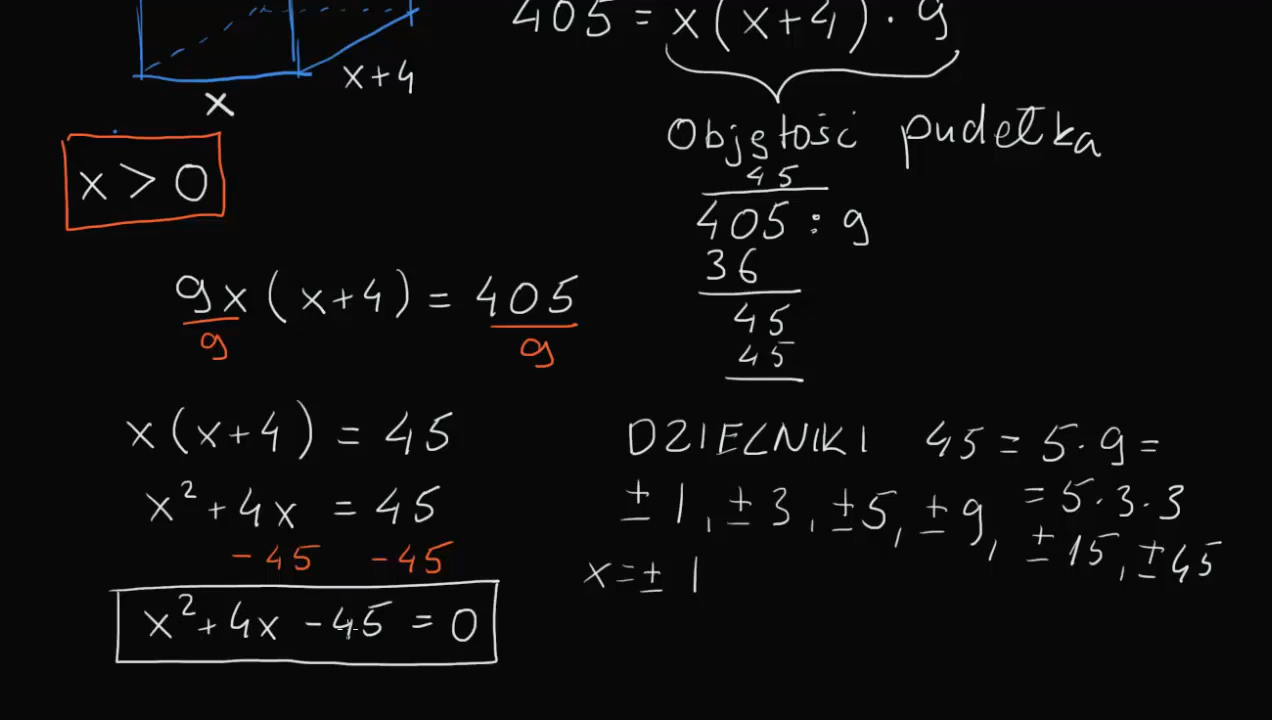 405 = x(x+4)·9
x+4
x
Objętość pudełka
x > 0
45
405 : 9
36
45
45
9x(x+4) = 405
9 9
x(x+4) = 45
x² + 4x = 45
-45 -45
x² + 4x - 45 = 0
DZIELNIKI 45 = 5·9 =
= 5·3·3
±1, ±3, ±5, ±9, ±15, ±45
x = ±1